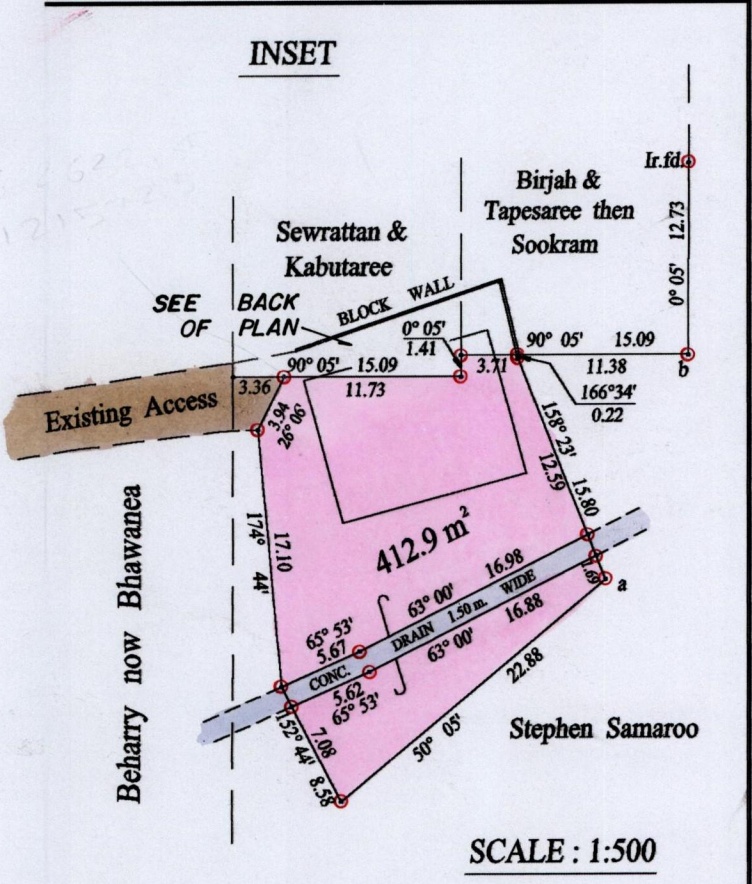 INSET
Ir.fd.
Birjah &
Tapesaree then
Sookram
0° 05' 12.73
Sewrattan &
Kabutaree
SEE BACK
OF PLAN
BLOCK WALL
0° 05'
1.41
90° 05' 15.09
11.73
3.71
90° 05' 15.09
11.38
b
3.36
166°34'
0.22
Existing Access
3.94
26° 06'
158° 23'
12.59
15.80
174° 44'
17.10
412.9 m²
1.69
a
63° 00' 16.98
65° 53'
5.67
CONC. DRAIN 1.50 m. WIDE
63° 00' 16.88
5.62
65° 53'
22.88
50° 05'
152° 44' 8.58
7.08
Beharry now Bhawanea
Stephen Samaroo
SCALE : 1:500